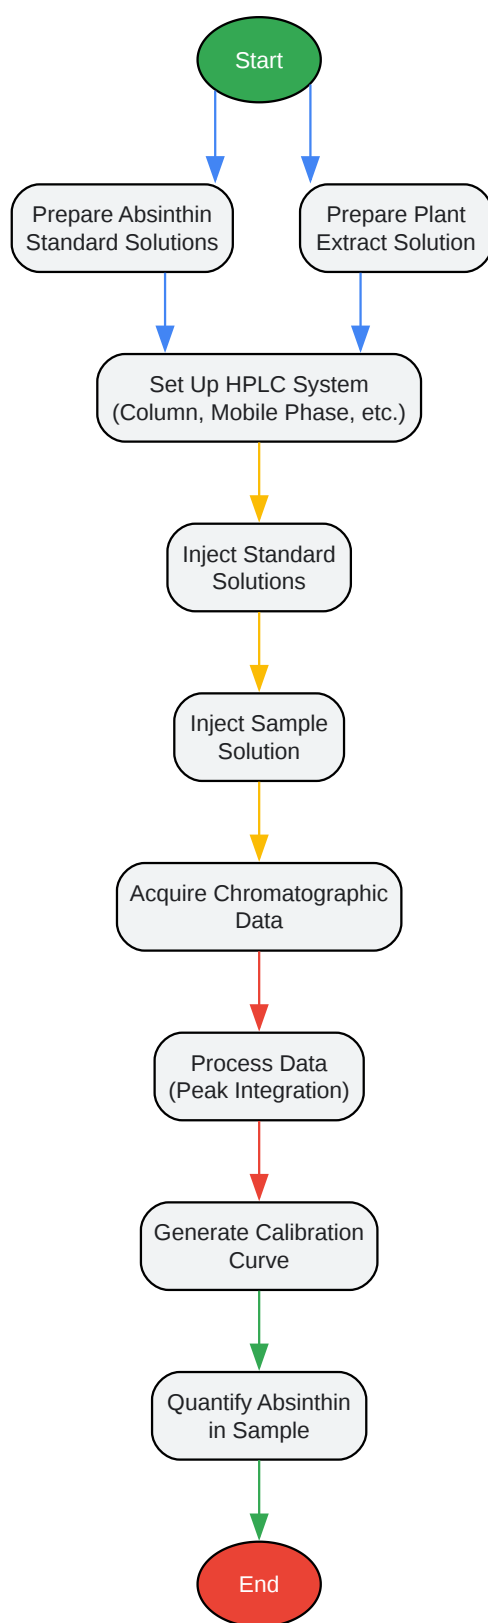 Start
Prepare Absinthin
Standard Solutions
Prepare Plant
Extract Solution
Set Up HPLC System
(Column, Mobile Phase, etc.)
Inject Standard
Solutions
Inject Sample
Solution
Acquire Chromatographic
Data
Process Data
(Peak Integration)
Generate Calibration
Curve
Quantify Absinthin
in Sample
End